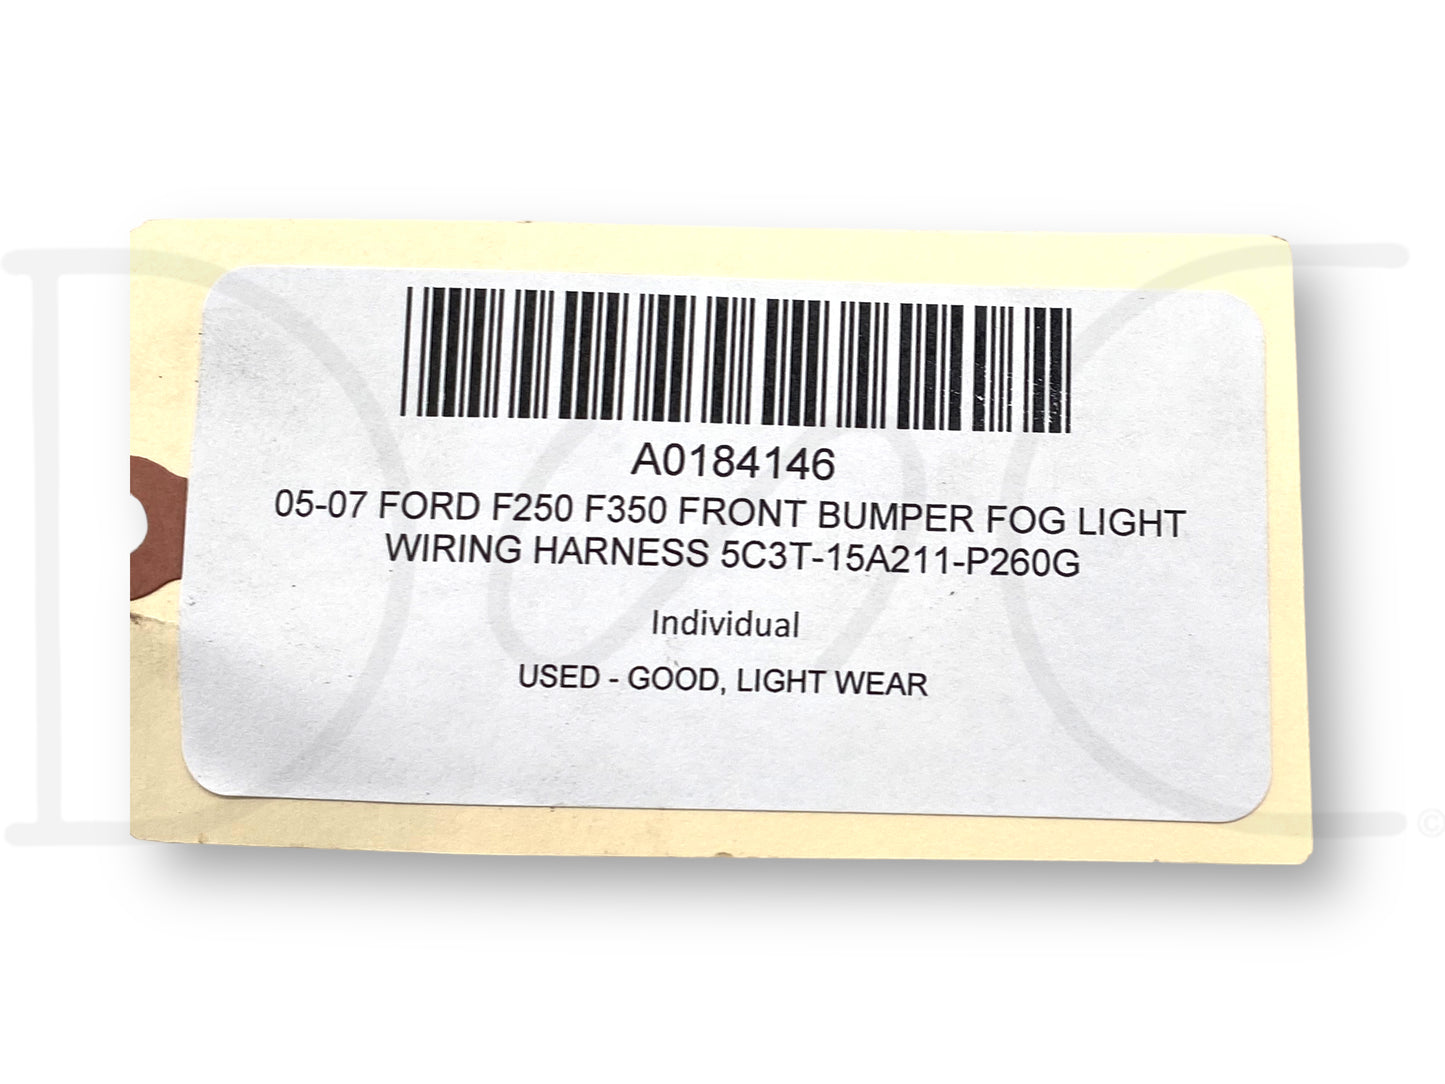 A0184146
05-07 FORD F250 F350 FRONT BUMPER FOG LIGHT
WIRING HARNESS 5C3T-15A211-P260G
Individual
USED - GOOD, LIGHT WEAR
DOC
©